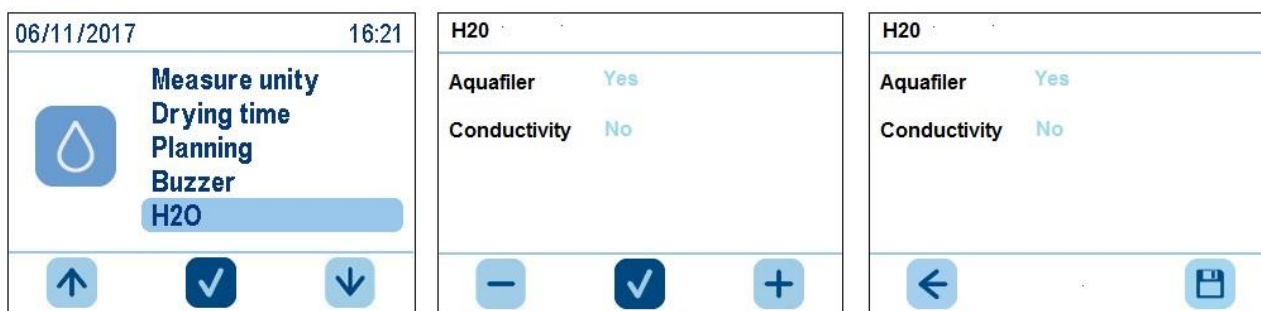 06/11/2017 16:21
Measure unity
Drying time
Planning
Buzzer
H2O
H20
Aquafiler Yes
Conductivity No
H20
Aquafiler Yes
Conductivity No